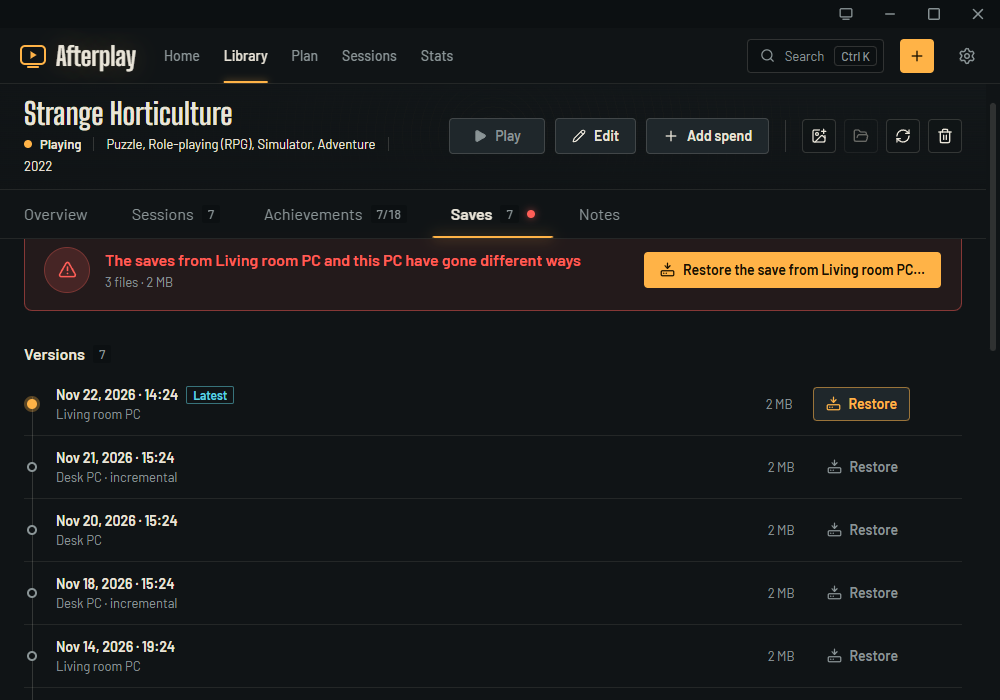 Afterplay
Home
Library
Plan
Sessions
Stats
Search
Ctrl K
Strange Horticulture
Playing
Puzzle, Role-playing (RPG), Simulator, Adventure
2022
Play
Edit
Add spend
Overview
Sessions 7
Achievements 7/18
Saves 7
Notes
The saves from Living room PC and this PC have gone different ways
3 files · 2 MB
Restore the save from Living room PC...
Versions 7
Nov 22, 2026 · 14:24 Latest
Living room PC
2 MB
Restore
Nov 21, 2026 · 15:24
Desk PC · incremental
2 MB
Restore
Nov 20, 2026 · 15:24
Desk PC
2 MB
Restore
Nov 18, 2026 · 15:24
Desk PC · incremental
2 MB
Restore
Nov 14, 2026 · 19:24
Living room PC
2 MB
Restore